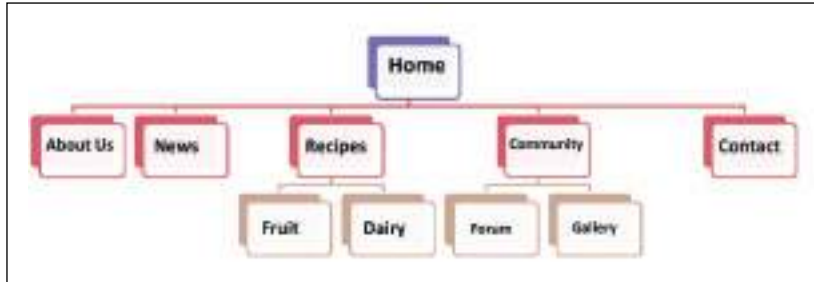 Home
About Us News Recipes Community Contact
Fruit Dairy Forum Gallery